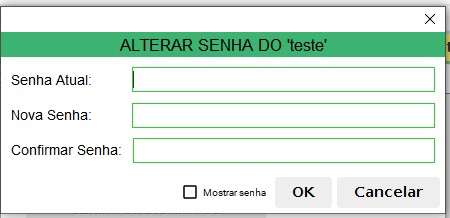 ALTERAR SENHA DO 'teste'
Senha Atual:
Nova Senha:
Confirmar Senha:
Mostrar senha
OK
Cancelar